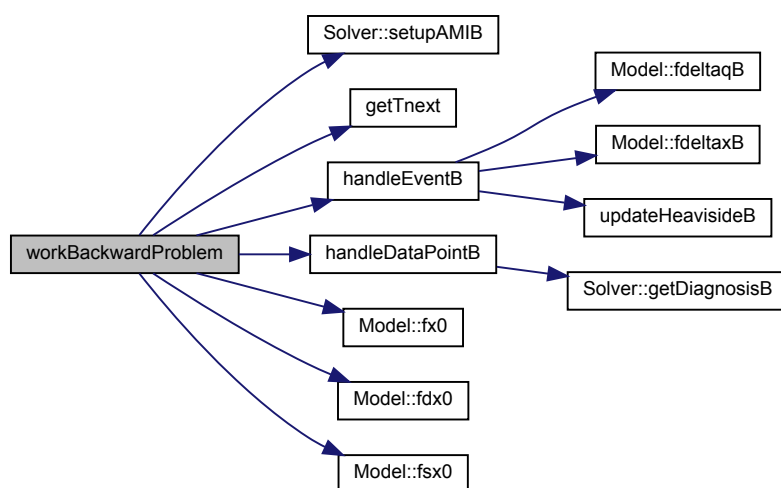 Solver::setupAMIB
Model::fdeltaqB
getTnext
Model::fdeltaxB
handleEventB
updateHeavisideB
workBackwardProblem
handleDataPointB
Solver::getDiagnosisB
Model::fx0
Model::fdx0
Model::fsx0